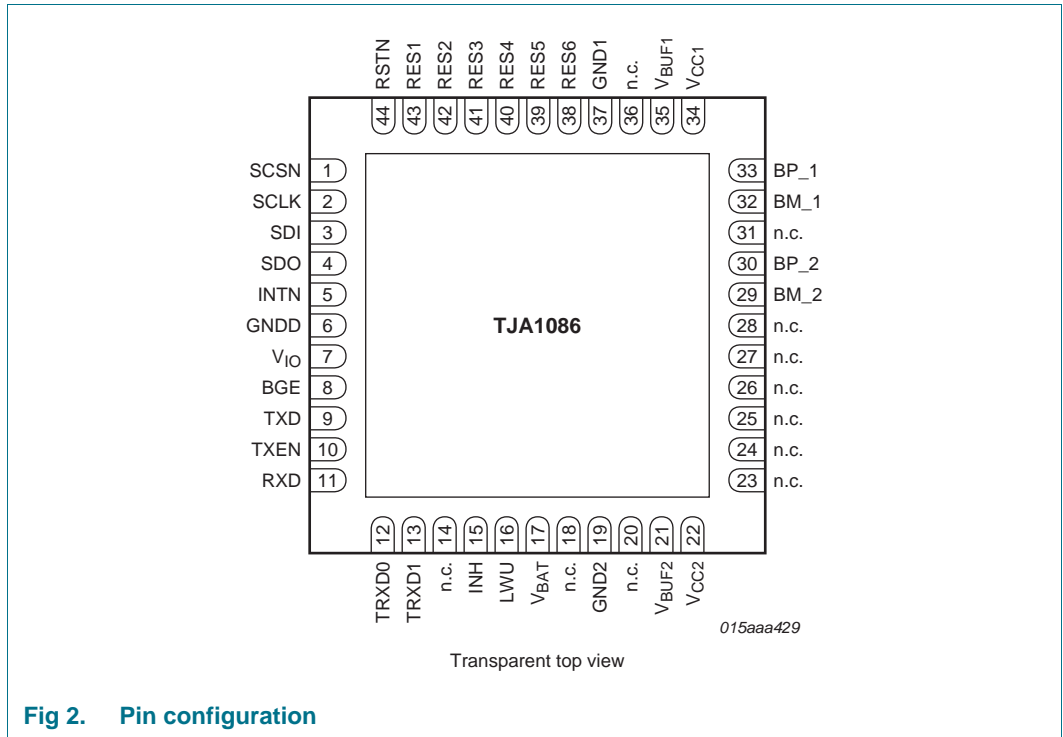 RSTN RES1 RES2 RES3 RES4 RES5 RES6 GND1 n.c. VBUF1 VCC1
44 43 42 41 40 39 38 37 36 35 34
SCSN 1 33 BP_1
SCLK 2 32 BM_1
SDI 3 31 n.c.
SDO 4 30 BP_2
INTN 5 29 BM_2
GNDD 6 TJA1086 28 n.c.
VIO 7 27 n.c.
BGE 8 26 n.c.
TXD 9 25 n.c.
TXEN 10 24 n.c.
RXD 11 23 n.c.
12 13 14 15 16 17 18 19 20 21 22
TRXD0 TRXD1 n.c. INH LWU VBAT n.c. GND2 n.c. VBUF2 VCC2
015aaa429
Transparent top view
Fig 2. Pin configuration